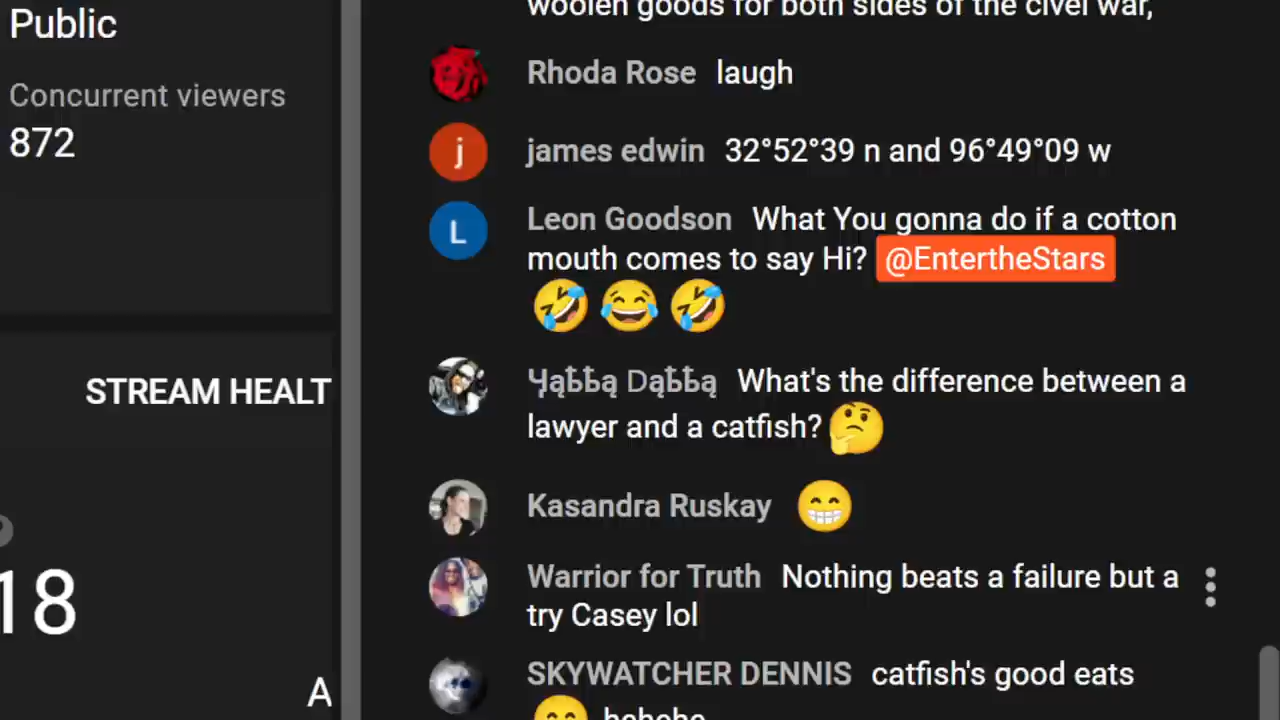 Public
Concurrent viewers
872
STREAM HEALT
18
A
woolen goods for both sides of the civel war,
Rhoda Rose laugh
j
james edwin 32°52°39 n and 96°49°09 w
L
Leon Goodson What You gonna do if a cotton
mouth comes to say Hi? @EntertheStars
🤣 😂 🤣
Ӌąѣѣą Dąѣѣą What's the difference between a
lawyer and a catfish? 🤔
Kasandra Ruskay 😁
Warrior for Truth Nothing beats a failure but a
try Casey lol
SKYWATCHER DENNIS catfish's good eats
hehehe